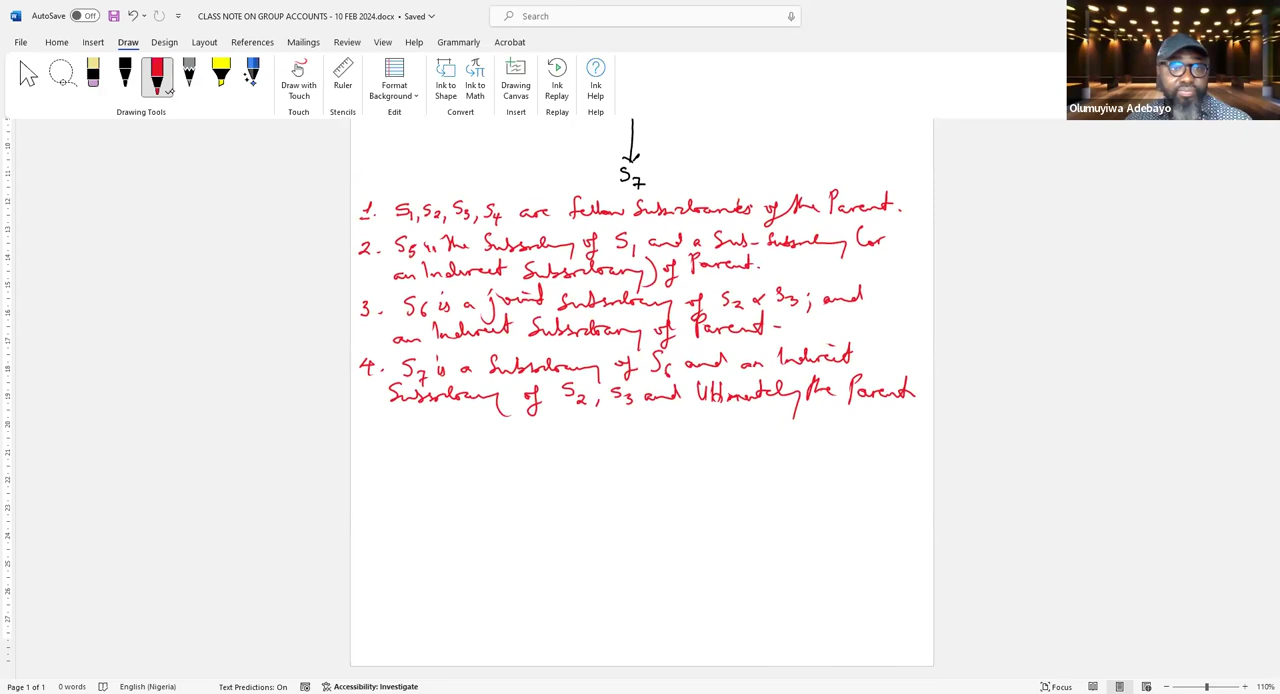 AutoSave Off CLASS NOTE ON GROUP ACCOUNTS - 10 FEB 2024.docx • Saved Search
File Home Insert Draw Design Layout References Mailings Review View Help Grammarly Acrobat
Draw with Touch Ruler Format Background Ink to Shape Ink to Math Drawing Canvas Ink Replay Ink Help
Drawing Tools Touch Stencils Edit Convert Insert Replay Help
Olumuyiwa Adebayo
S7
1. S1, S2, S3, S4 are fellow Subsidiaries of the Parent.
2. S5 is the Subsidiary of S1 and a Sub-Subsidiary (or
an Indirect Subsidiary) of Parent.
3. S6 is a joint Subsidiary of S2 & S3; and
an Indirect Subsidiary of Parent-
4. S7 is a Subsidiary of S6 and an Indirect
Subsidiary of S2, S3 and Ultimately the Parent
Page 1 of 1 0 words English (Nigeria) Text Predictions: On Accessibility: Investigate Focus 110%